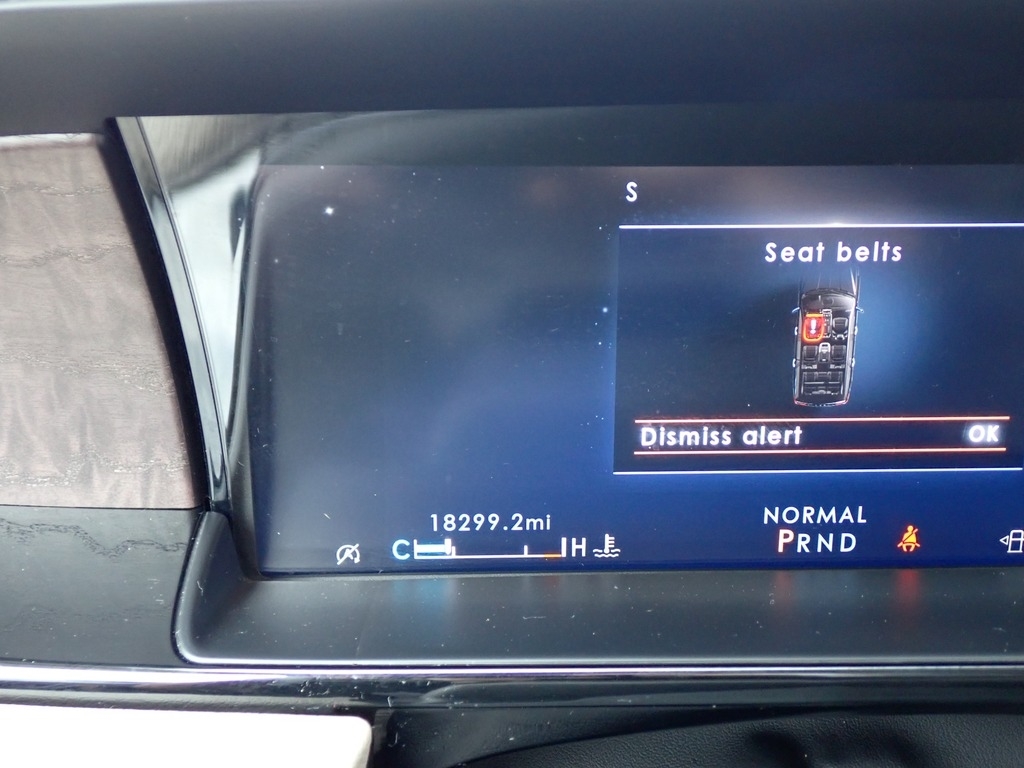 S
Seat belts
Dismiss alert OK
18299.2mi
NORMAL
C H
PRND